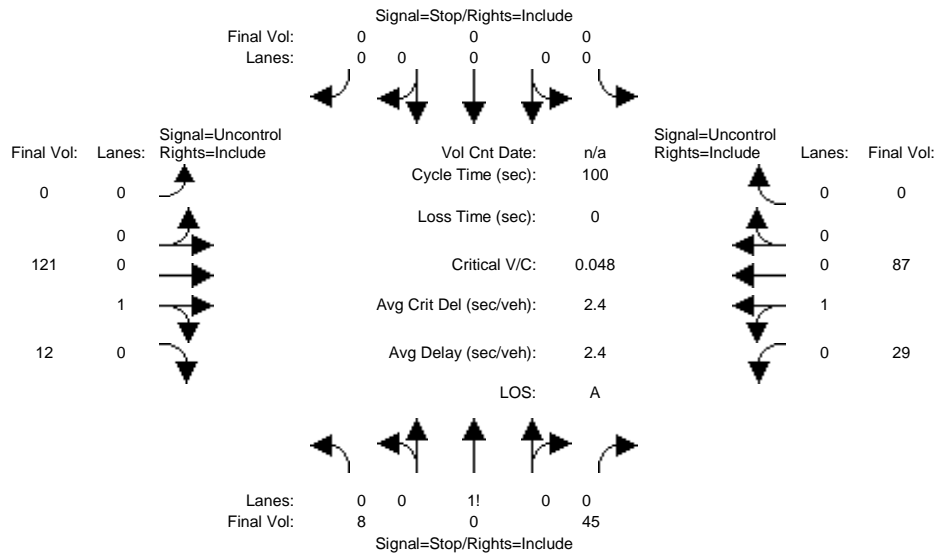 Signal=Stop/Rights=Include
Final Vol: 0 0 0
Lanes: 0 0 0 0 0
Signal=Uncontrol Signal=Uncontrol
Final Vol: Lanes: Rights=Include Vol Cnt Date: n/a Rights=Include Lanes: Final Vol:
Cycle Time (sec): 100
0 0 0 0
Loss Time (sec): 0
0 0
121 0 Critical V/C: 0.048 0 87
1 Avg Crit Del (sec/veh): 2.4 1
12 0 Avg Delay (sec/veh): 2.4 0 29
LOS: A
Lanes: 0 0 1! 0 0
Final Vol: 8 0 45
Signal=Stop/Rights=Include